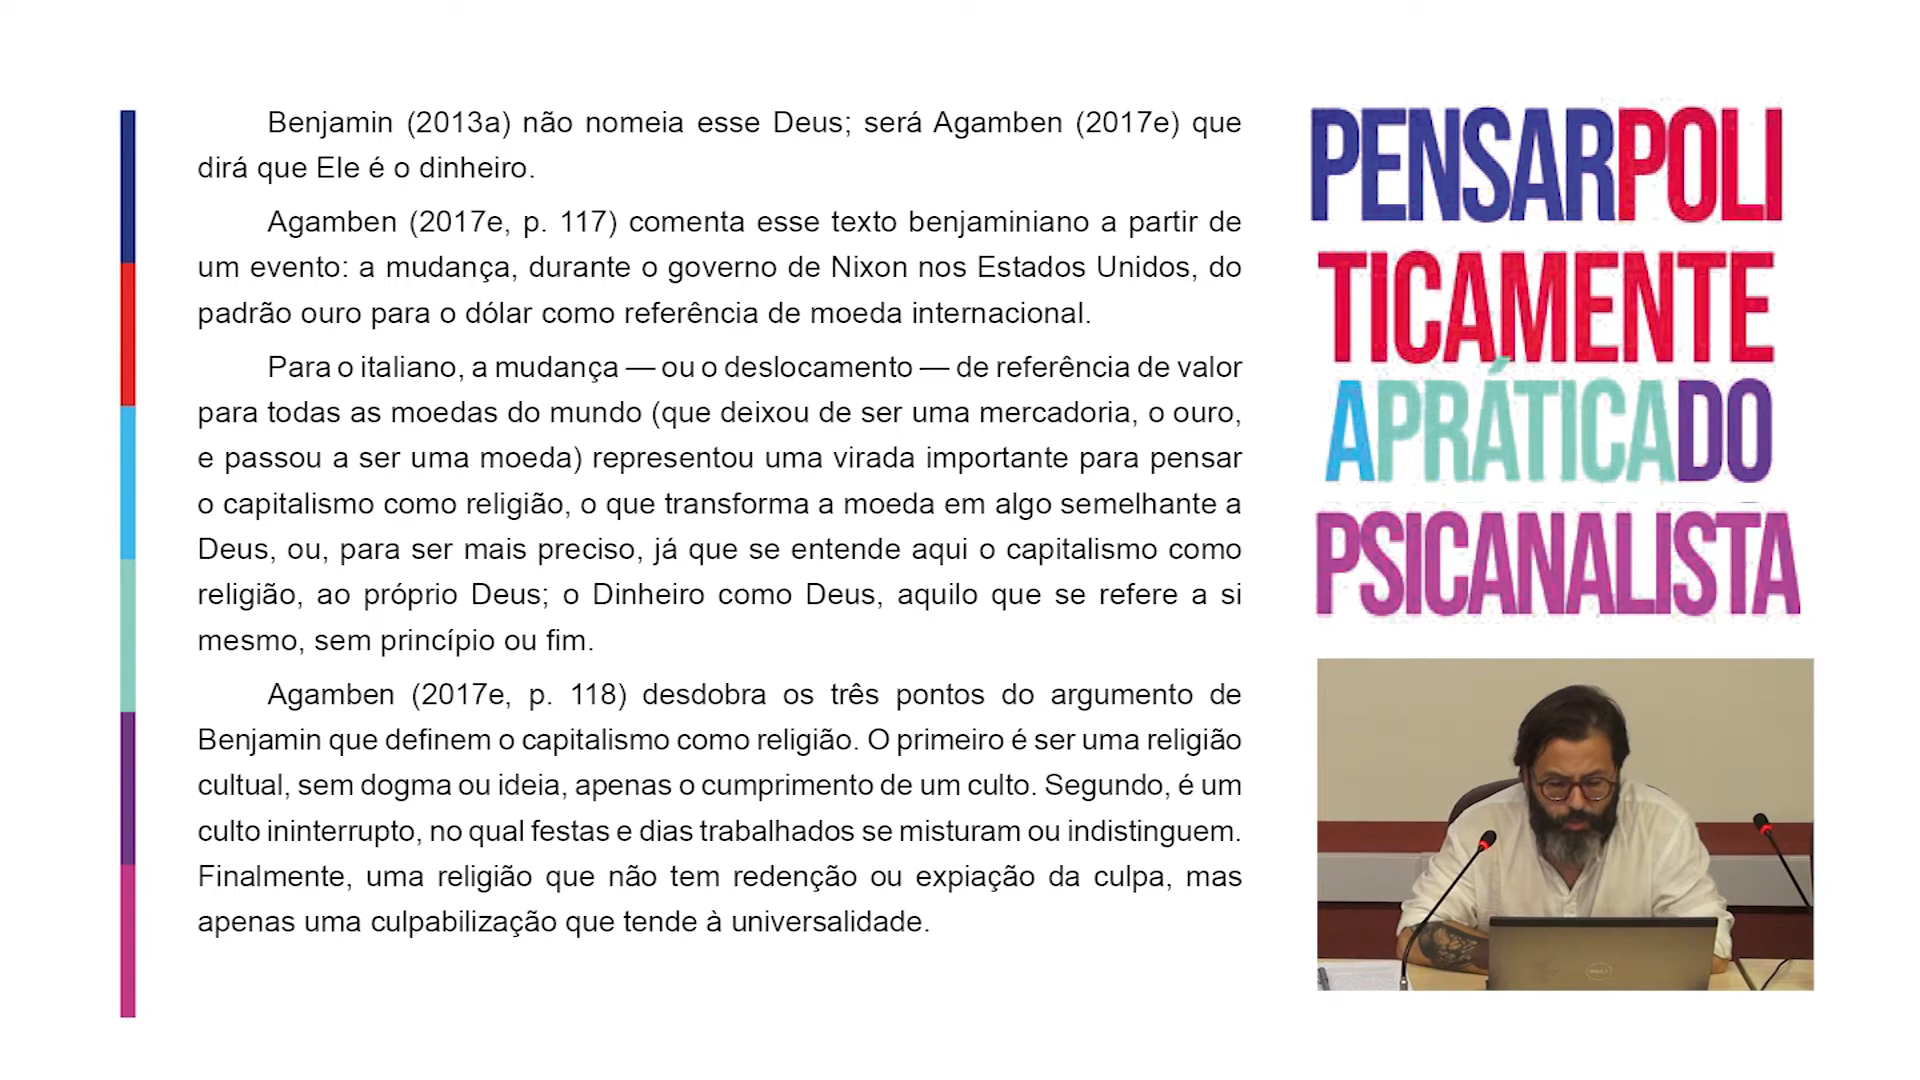 Benjamin (2013a) não nomeia esse Deus; será Agamben (2017e) que
dirá que Ele é o dinheiro.
Agamben (2017e, p. 117) comenta esse texto benjaminiano a partir de
um evento: a mudança, durante o governo de Nixon nos Estados Unidos, do
padrão ouro para o dólar como referência de moeda internacional.
Para o italiano, a mudança — ou o deslocamento — de referência de valor
para todas as moedas do mundo (que deixou de ser uma mercadoria, o ouro,
e passou a ser uma moeda) representou uma virada importante para pensar
o capitalismo como religião, o que transforma a moeda em algo semelhante a
Deus, ou, para ser mais preciso, já que se entende aqui o capitalismo como
religião, ao próprio Deus; o Dinheiro como Deus, aquilo que se refere a si
mesmo, sem princípio ou fim.
Agamben (2017e, p. 118) desdobra os três pontos do argumento de
Benjamin que definem o capitalismo como religião. O primeiro é ser uma religião
cultual, sem dogma ou ideia, apenas o cumprimento de um culto. Segundo, é um
culto ininterrupto, no qual festas e dias trabalhados se misturam ou indistinguem.
Finalmente, uma religião que não tem redenção ou expiação da culpa, mas
apenas uma culpabilização que tende à universalidade.
PENSARPOLI
TICAMENTE
APRÁTICADO
PSICANALISTA
DELL